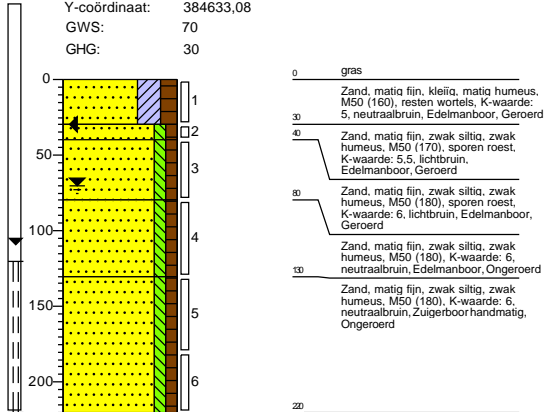 Y-coördinaat: 384633,08
GWS: 70
GHG: 30
0
50
100
150
200
1
2
3
4
5
6
0 gras
Zand, matig fijn, kleiïg, matig humeus,
M50 (160), resten wortels, K-waarde:
5, neutraalbruin, Edelmanboor, Geroerd
30
Zand, matig fijn, zwak siltig, zwak
humeus, M50 (170), sporen roest,
K-waarde: 5,5, lichtbruin,
Edelmanboor, Geroerd
40
Zand, matig fijn, zwak siltig, zwak
humeus, M50 (180), sporen roest,
K-waarde: 6, lichtbruin, Edelmanboor,
Geroerd
80
Zand, matig fijn, zwak siltig, zwak
humeus, M50 (180), K-waarde: 6,
neutraalbruin, Edelmanboor, Ongeroerd
130
Zand, matig fijn, zwak siltig, zwak
humeus, M50 (180), K-waarde: 6,
neutraalbruin, Zuigerboor handmatig,
Ongeroerd
220